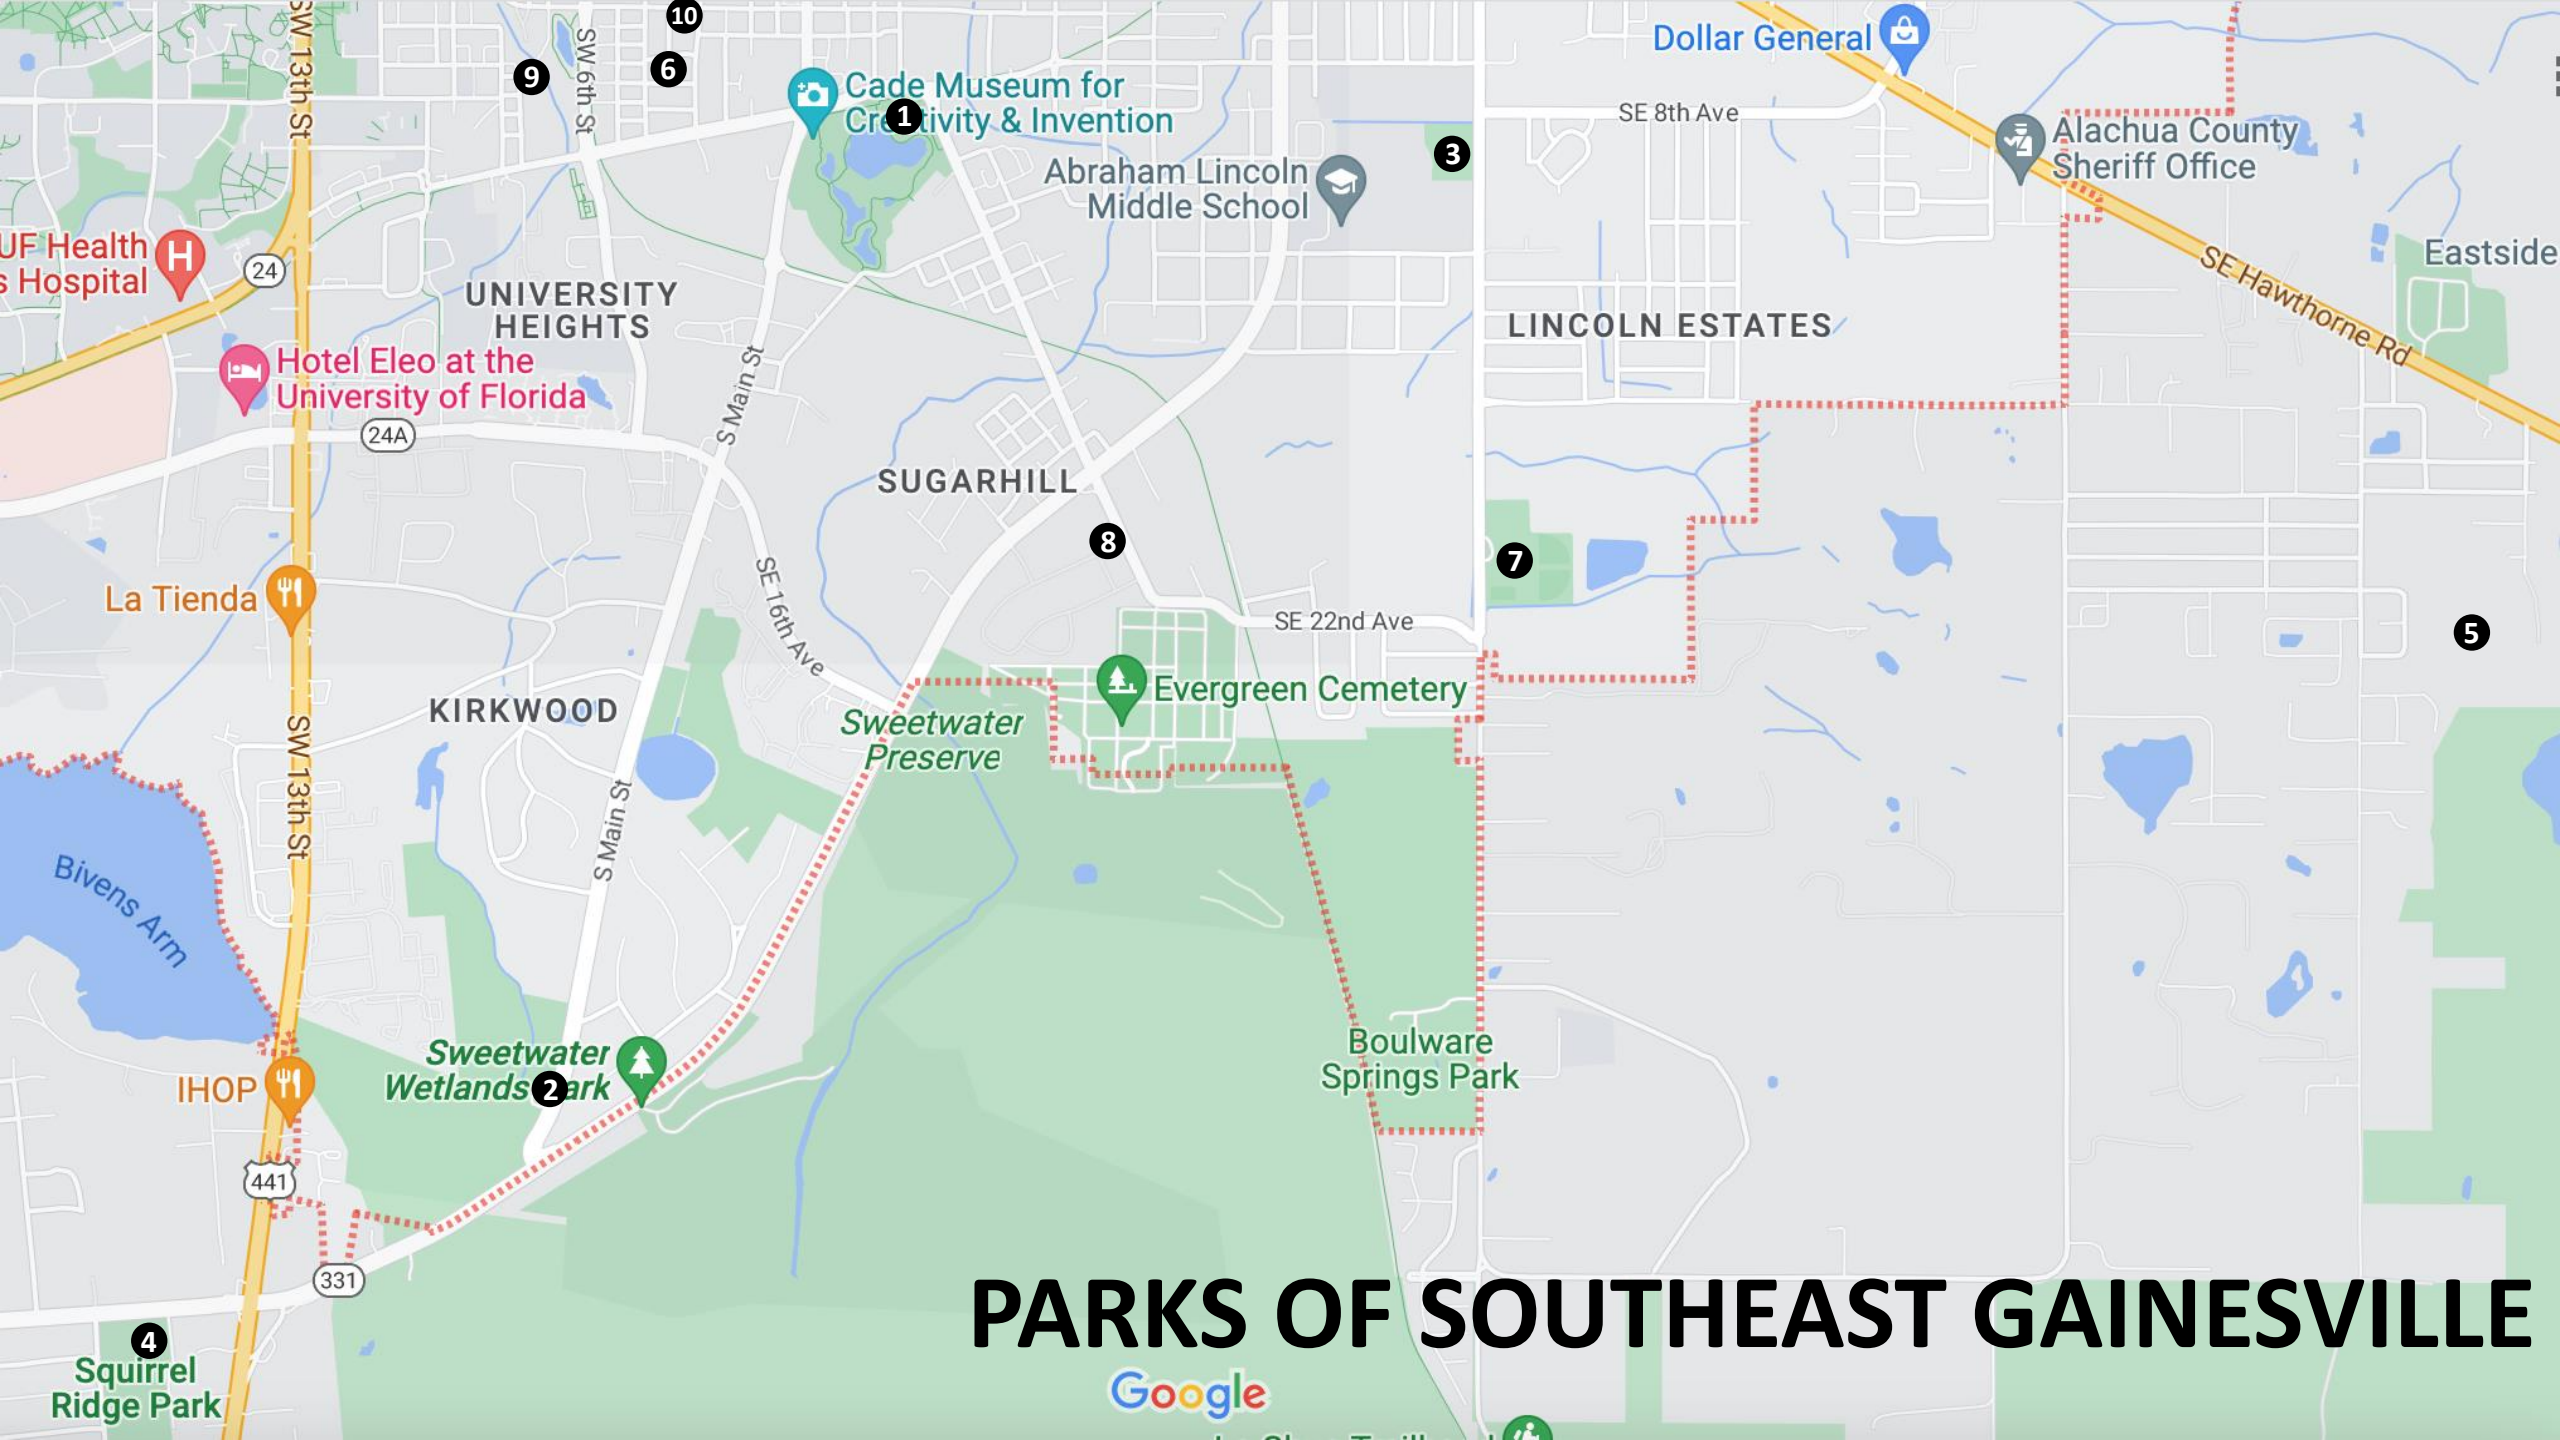 SW 13th St
10
9
SW 6th St
6
Cade Museum for
Creativity & Invention
1
Dollar General
SE 8th Ave
3
Alachua County
Sheriff Office
Abraham Lincoln
Middle School
UF Health
s Hospital
H
24
UNIVERSITY
HEIGHTS
Eastside
SE Hawthorne Rd
LINCOLN ESTATES
Hotel Eleo at the
University of Florida
24A
S Main St
SUGARHILL
8
7
La Tienda
SE 16th Ave
SE 22nd Ave
5
KIRKWOOD
Evergreen Cemetery
Sweetwater
Preserve
SW 13th St
S Main St
Bivens Arm
Sweetwater
Wetlands Park
2
IHOP
Boulware
Springs Park
441
331
4
Squirrel
Ridge Park
PARKS OF SOUTHEAST GAINESVILLE
Google